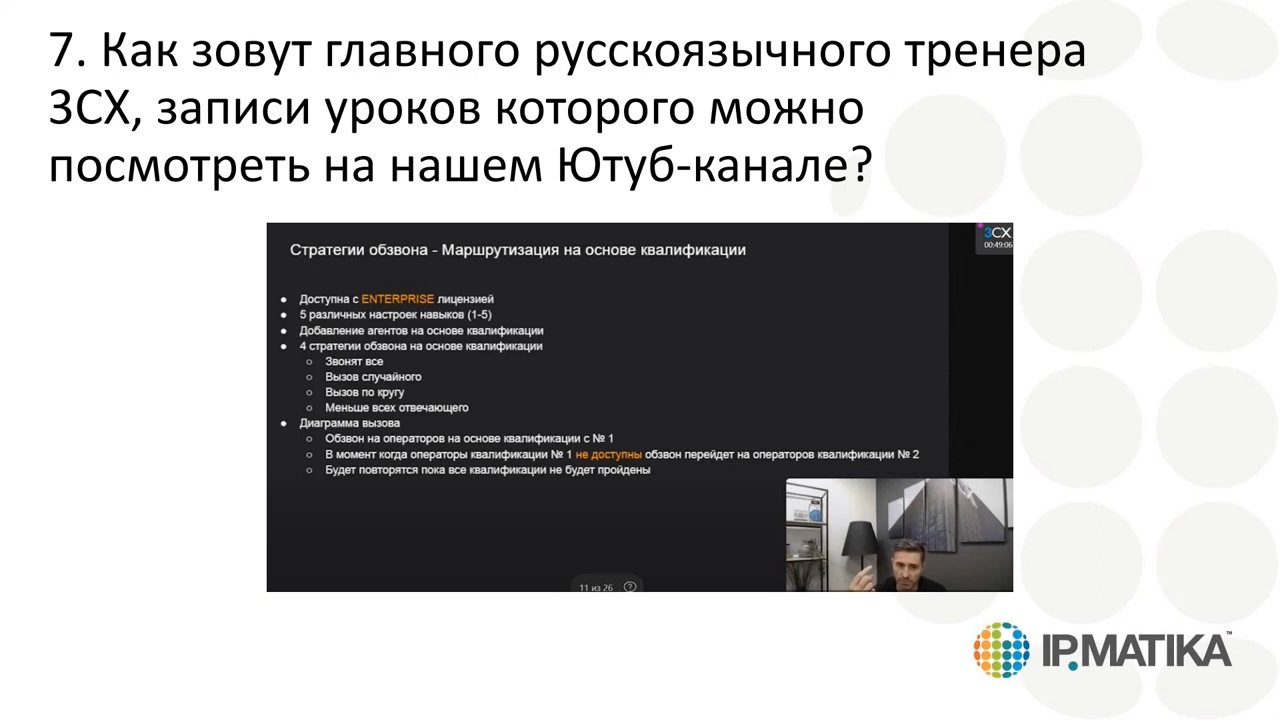 7. Как зовут главного русскоязычного тренера
3CX, записи уроков которого можно
посмотреть на нашем Ютуб-канале?
3CX
00:49:06
Стратегии обзвона - Маршрутизация на основе квалификации
● Доступна с ENTERPRISE лицензией
● 5 различных настроек навыков (1-5)
● Добавление агентов на основе квалификации
● 4 стратегии обзвона на основе квалификации
○ Звонят все
○ Вызов случайного
○ Вызов по кругу
○ Меньше всех отвечающего
● Диаграмма вызова
○ Обзвон на операторов на основе квалификации с № 1
○ В момент когда операторы квалификации № 1 не доступны обзвон перейдет на операторов квалификации № 2
○ Будет повторятся пока все квалификации не будет пройдены
11 из 26 ?
IPMATIKA™